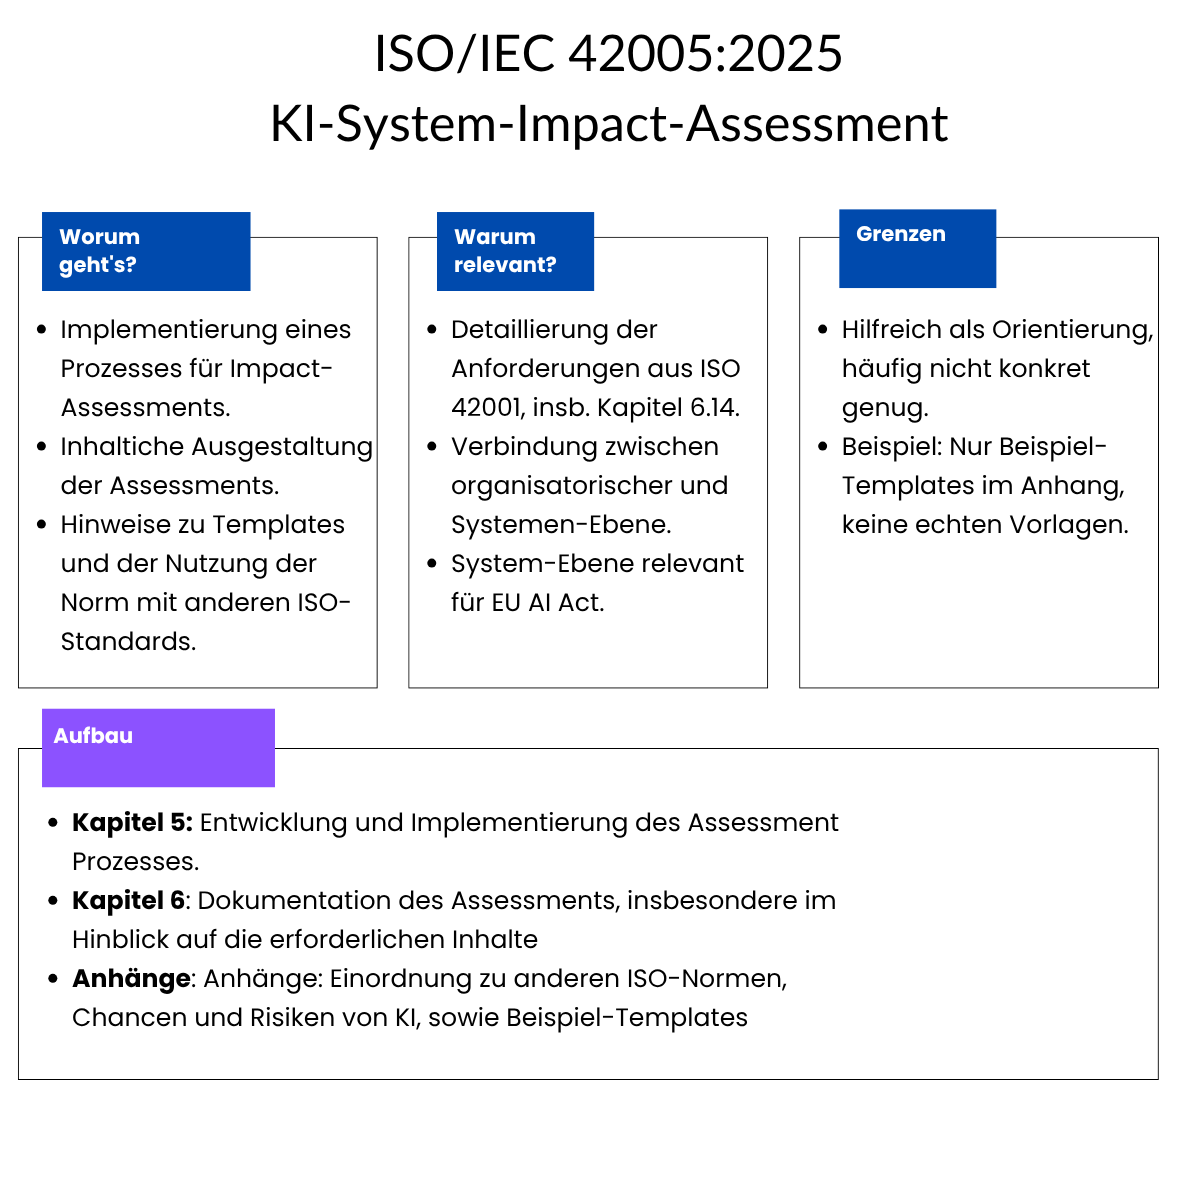 ISO/IEC 42005:2025
KI-System-Impact-Assessment
Worum
geht's?
• Implementierung eines
Prozesses für Impact-
Assessments.
• Inhaltiche Ausgestaltung
der Assessments.
• Hinweise zu Templates
und der Nutzung der
Norm mit anderen ISO-
Standards.
Warum
relevant?
• Detaillierung der
Anforderungen aus ISO
42001, insb. Kapitel 6.14.
• Verbindung zwischen
organisatorischer und
Systemen-Ebene.
• System-Ebene relevant
für EU AI Act.
Grenzen
• Hilfreich als Orientierung,
häufig nicht konkret
genug.
• Beispiel: Nur Beispiel-
Templates im Anhang,
keine echten Vorlagen.
Aufbau
• Kapitel 5: Entwicklung und Implementierung des Assessment
Prozesses.
• Kapitel 6: Dokumentation des Assessments, insbesondere im
Hinblick auf die erforderlichen Inhalte
• Anhänge: Anhänge: Einordnung zu anderen ISO-Normen,
Chancen und Risiken von KI, sowie Beispiel-Templates